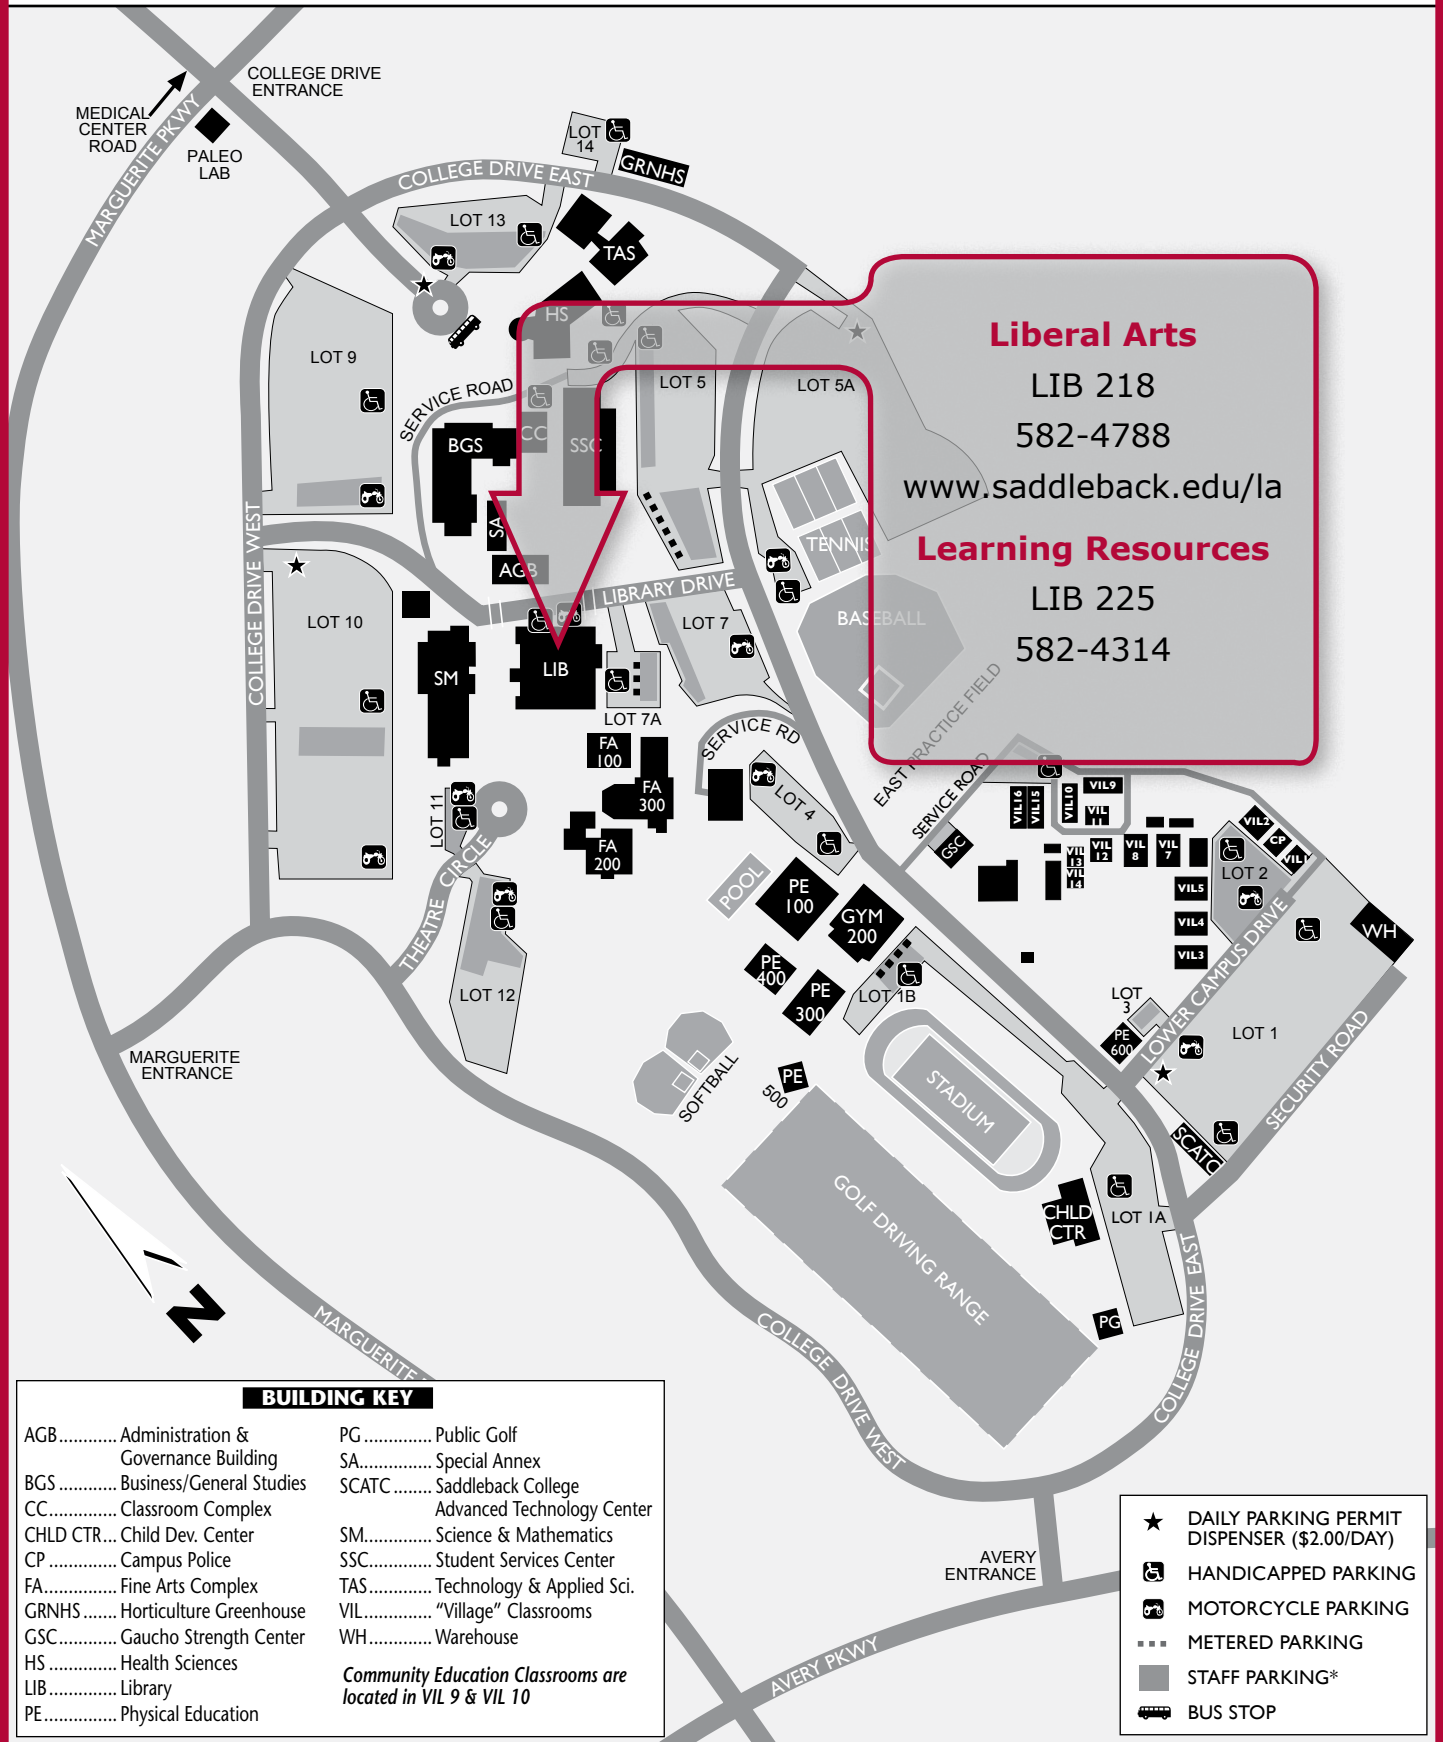 COLLEGE DRIVE
ENTRANCE
MEDICAL
CENTER
ROAD
MARGUERITE PKWY
PALEO
LAB
LOT
14
GRNHS
COLLEGE DRIVE EAST
LOT 13
TAS
HS
LOT 9
SERVICE ROAD
LOT 5
LOT 5A
BGS
CC
SSC
SA
AGB
TENNIS
BASEBALL
Liberal Arts
LIB 218
582-4788
www.saddleback.edu/la
Learning Resources
LIB 225
582-4314
COLLEGE DRIVE WEST
LIBRARY DRIVE
LOT 10
LOT 7
SM
LIB
LOT 7A
EAST PRACTICE FIELD
SERVICE RD
SERVICE ROAD
FA
100
FA
300
FA
200
LOT 4
LOT 11
THEATRE CIRCLE
LOT 12
POOL
PE
100
GYM
200
PE
400
PE
300
LOT 1B
GSC
VIL16
VIL15
VIL10
VIL9
VIL
11
VIL
13
VIL
14
VIL
12
VIL
8
VIL
7
VIL2
CP
VIL1
LOT 2
VIL5
VIL4
VIL3
WH
LOWER CAMPUS DRIVE
LOT
3
PE
600
LOT 1
SECURITY ROAD
SCATC
MARGUERITE
ENTRANCE
SOFTBALL
PE
500
STADIUM
GOLF DRIVING RANGE
CHLD
CTR
LOT 1A
PG
COLLEGE DRIVE EAST
COLLEGE DRIVE WEST
N
MARGUERITE
AVERY
ENTRANCE
AVERY PKWY
BUILDING KEY
AGB............ Administration &
Governance Building
BGS ............ Business/General Studies
CC.............. Classroom Complex
CHLD CTR... Child Dev. Center
CP .............. Campus Police
FA............... Fine Arts Complex
GRNHS ....... Horticulture Greenhouse
GSC............ Gaucho Strength Center
HS .............. Health Sciences
LIB.............. Library
PE............... Physical Education
PG .............. Public Golf
SA............... Special Annex
SCATC ........ Saddleback College
Advanced Technology Center
SM.............. Science & Mathematics
SSC............. Student Services Center
TAS............. Technology & Applied Sci.
VIL.............. “Village” Classrooms
WH............. Warehouse
Community Education Classrooms are
located in VIL 9 & VIL 10
DAILY PARKING PERMIT
DISPENSER ($2.00/DAY)
HANDICAPPED PARKING
MOTORCYCLE PARKING
METERED PARKING
STAFF PARKING*
BUS STOP